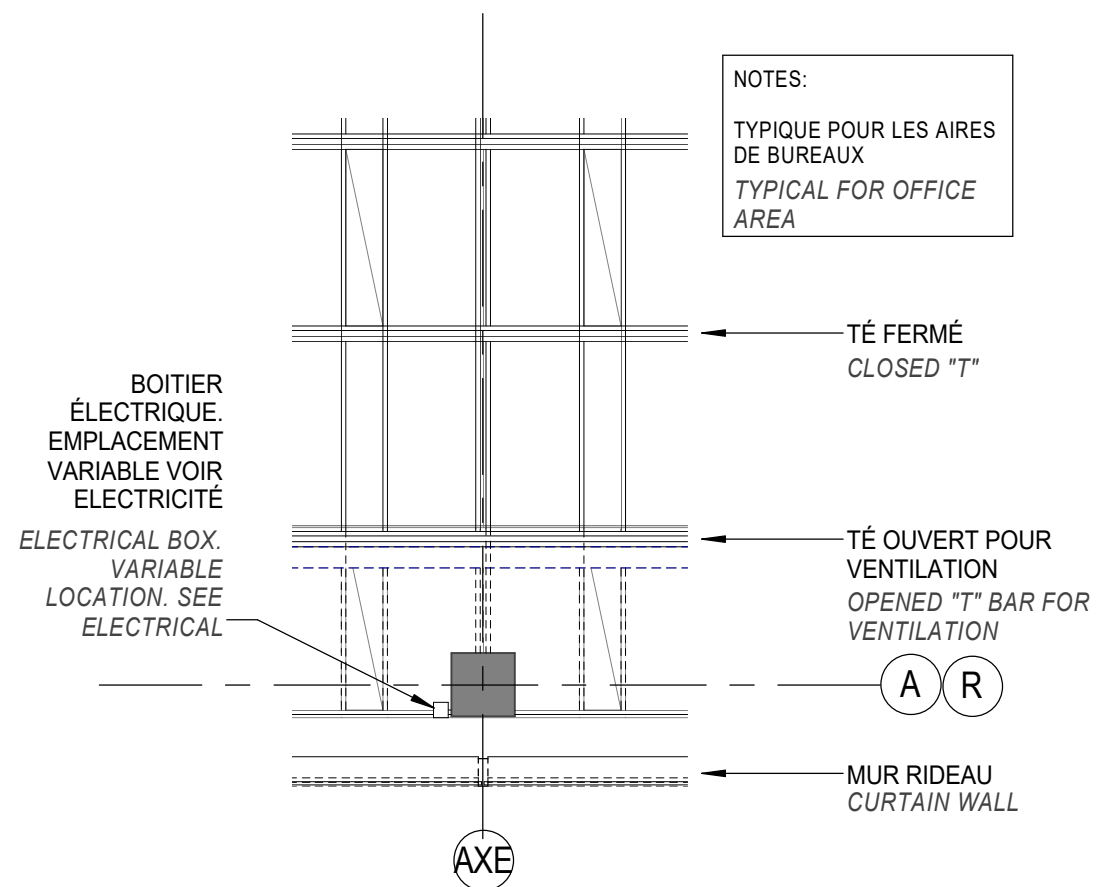 NOTES:
TYPIQUE POUR LES AIRES
DE BUREAUX
TYPICAL FOR OFFICE
AREA
TÉ FERMÉ
CLOSED "T"
BOITIER
ÉLECTRIQUE.
EMPLACEMENT
VARIABLE VOIR
ELECTRICITÉ
ELECTRICAL BOX.
VARIABLE
LOCATION. SEE
ELECTRICAL
TÉ OUVERT POUR
VENTILATION
OPENED "T" BAR FOR
VENTILATION
A R
MUR RIDEAU
CURTAIN WALL
AXE